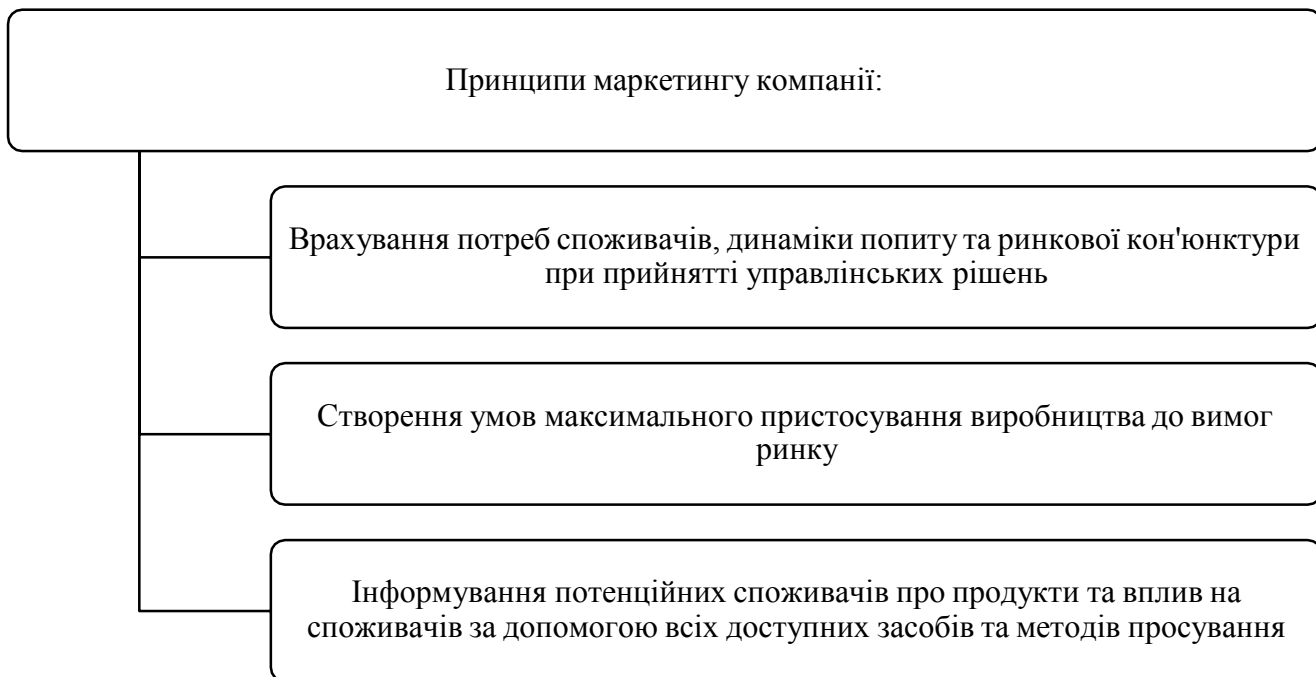 Принципи маркетингу компанії:
Врахування потреб споживачів, динаміки попиту та ринкової кон'юнктури
при прийнятті управлінських рішень
Створення умов максимального пристосування виробництва до вимог
ринку
Інформування потенційних споживачів про продукти та вплив на
споживачів за допомогою всіх доступних засобів та методів просування